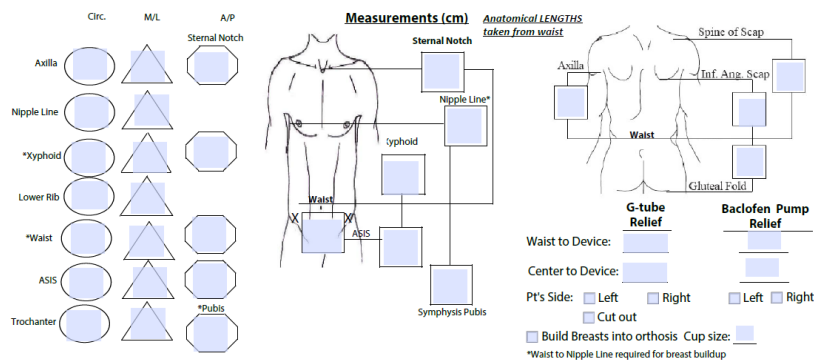 Circ. M/L A/P
Sternal Notch
Axilla
Nipple Line
*Xyphoid
Lower Rib
*Waist
ASIS
Trochanter
*Pubis
Measurements (cm)
Anatomical LENGTHS
taken from waist
Sternal Notch
Nipple Line*
Xyphoid
Waist
X X
ASIS
Symphysis Pubis
Spine of Scap
Axilla
Inf. Ang. Scap
Waist
Gluteal Fold
G-tube Relief
Baclofen Pump Relief
Waist to Device:
Center to Device:
Pt's Side: Left Right Left Right
Cut out
Build Breasts into orthosis Cup size:
*Waist to Nipple Line required for breast buildup